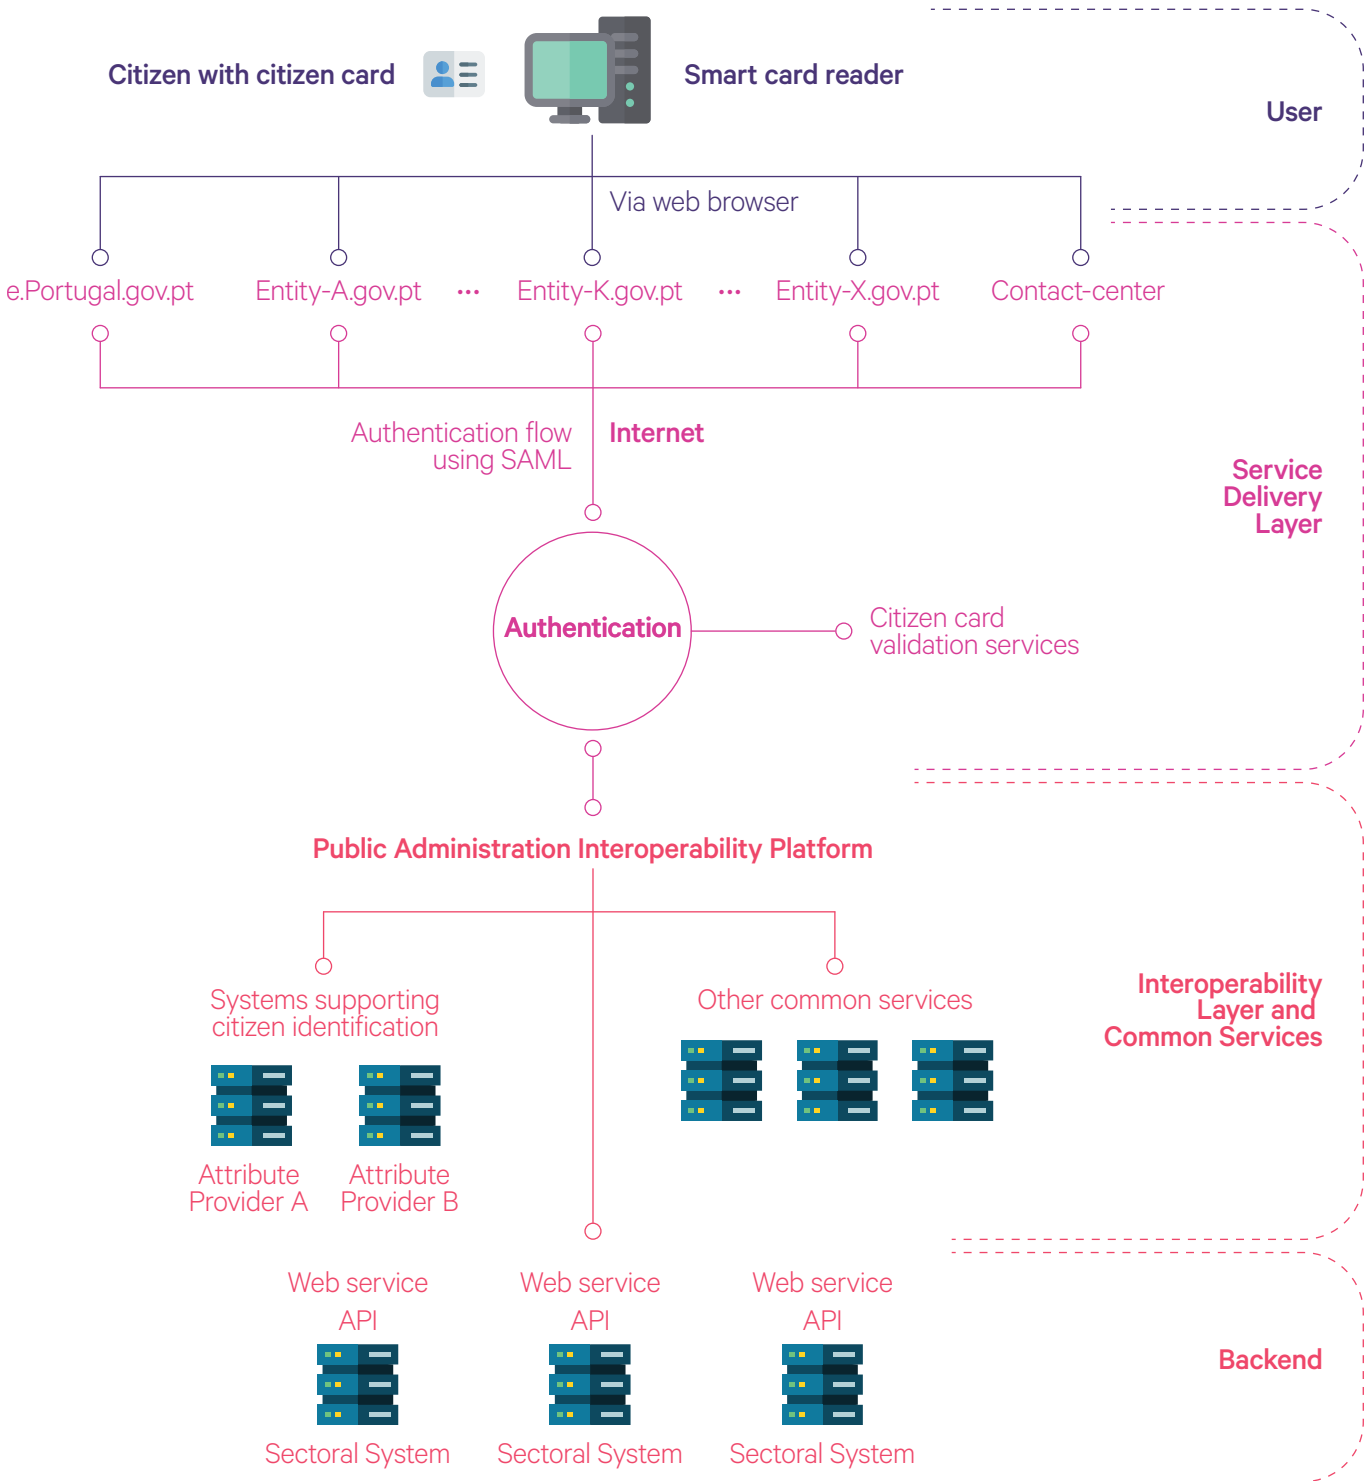 Citizen with citizen card
Smart card reader
User
Via web browser
e.Portugal.gov.pt
Entity-A.gov.pt
...
Entity-K.gov.pt
...
Entity-X.gov.pt
Contact-center
Authentication flow
using SAML
Internet
Service
Delivery
Layer
Authentication
Citizen card
validation services
Public Administration Interoperability Platform
Systems supporting
citizen identification
Other common services
Interoperability
Layer and
Common Services
Attribute
Provider A
Attribute
Provider B
Web service
API
Web service
API
Web service
API
Backend
Sectoral System
Sectoral System
Sectoral System